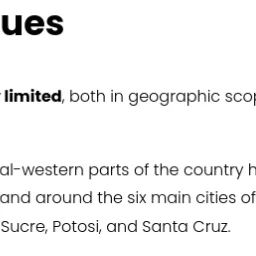 ues
limited, both in geographic scop
al-western parts of the country h
and around the six main cities of
Sucre, Potosi, and Santa Cruz.